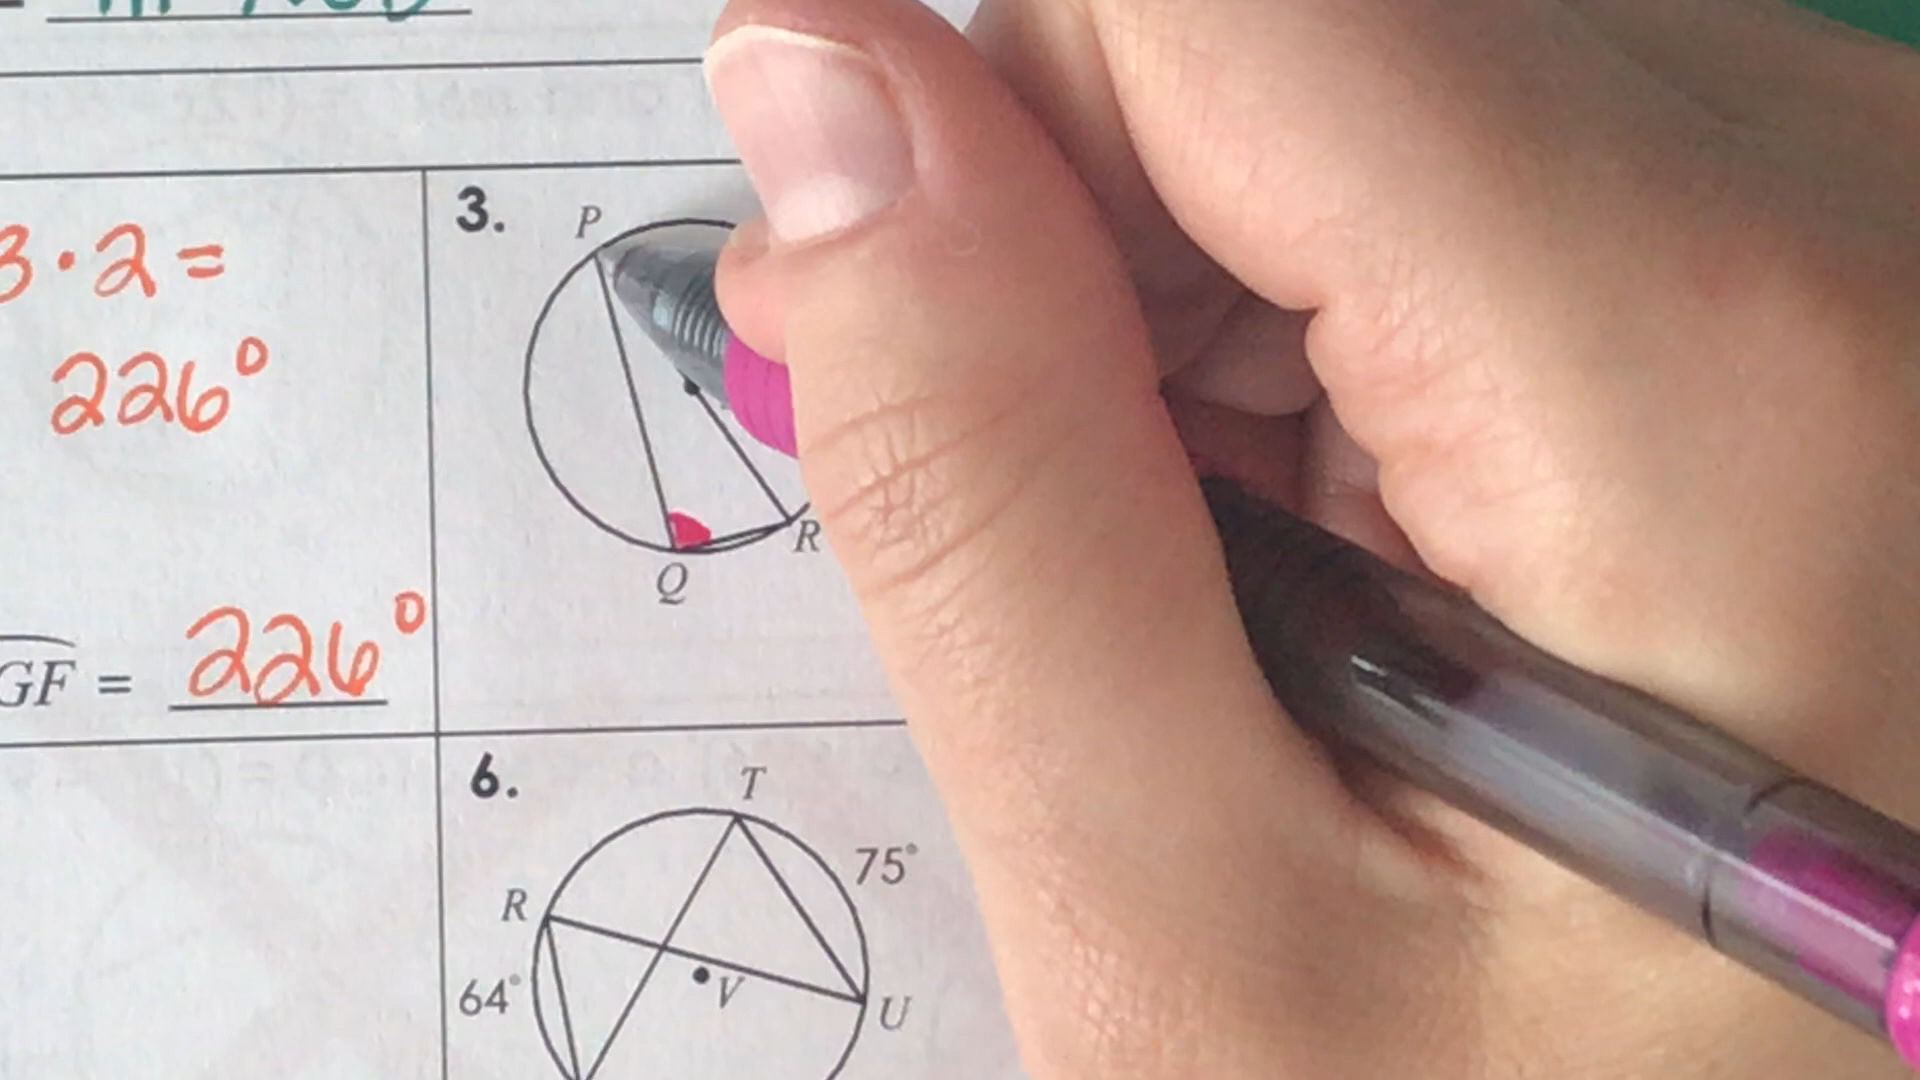 =
3 · 2 =
226°
GF = 226°
3.
P
R
Q
6.
T
75°
R
64°
V
U